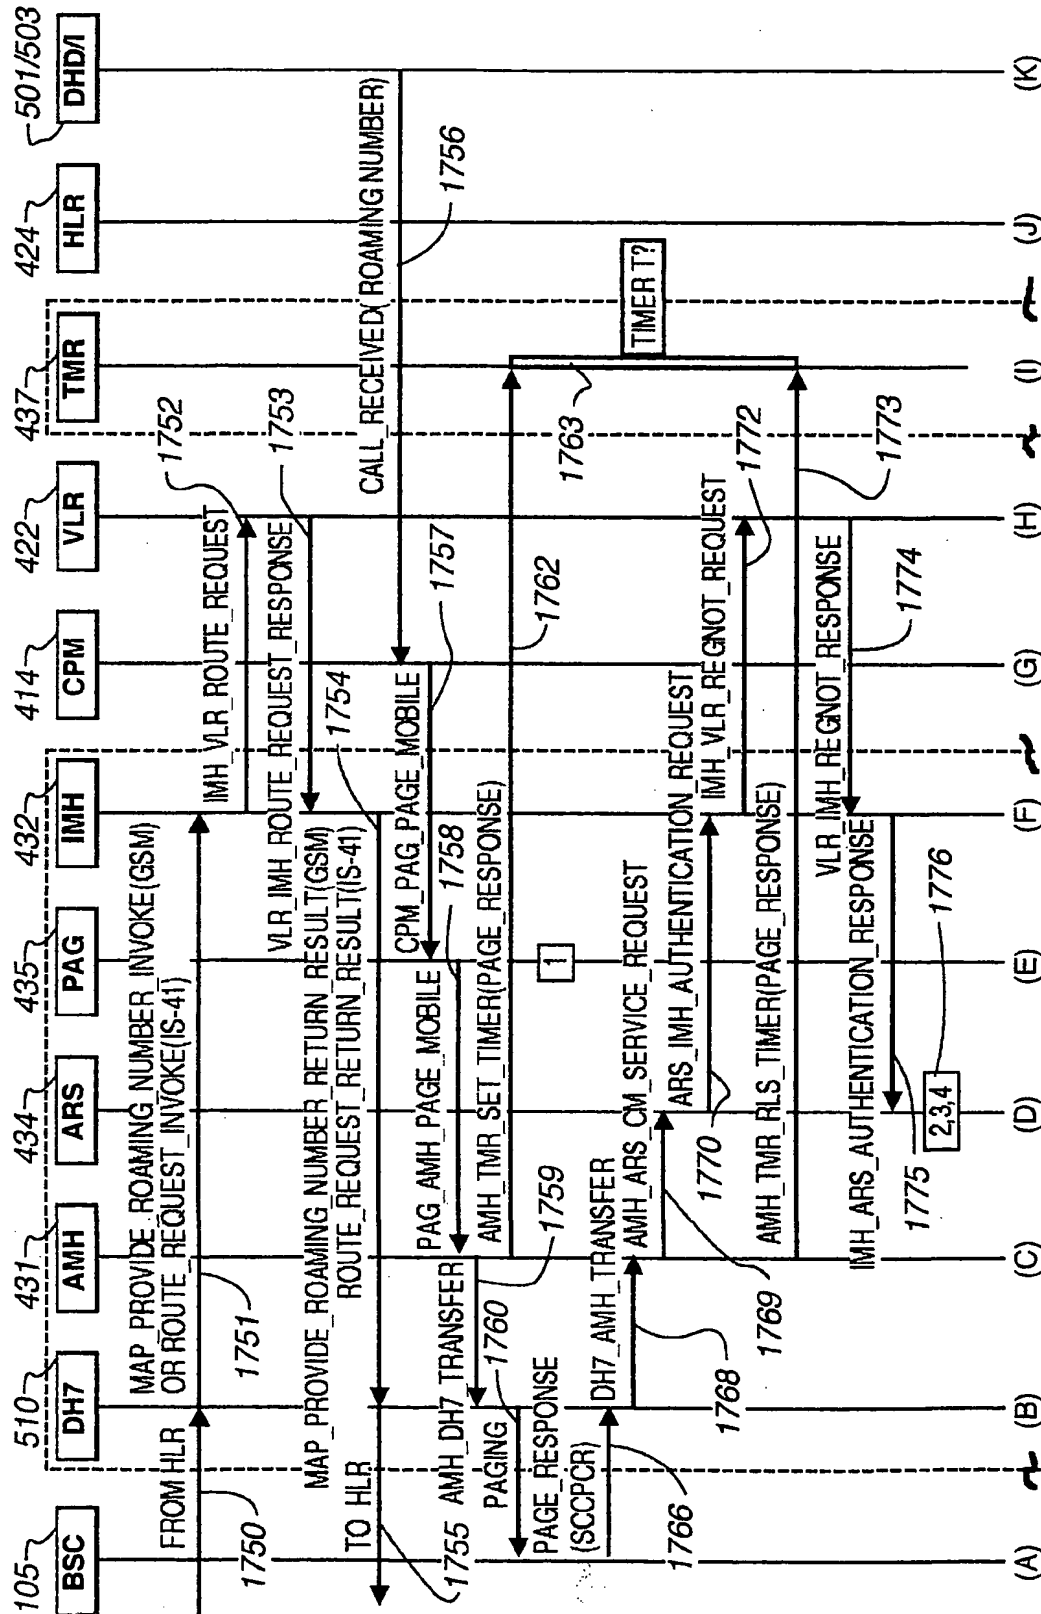 105
BSC
510
DH7
431
AMH
434
ARS
435
PAG
432
IMH
414
CPM
422
VLR
437
TMR
424
HLR
501/503
DHD/I
FROM HLR
1750
MAP_PROVIDE_ROAMING_NUMBER_INVOKE(GSM)
OR ROUTE_REQUEST_INVOKE(IS-41)
1751
IMH_VLR_ROUTE_REQUEST
1752
VLR_IMH_ROUTE_REQUEST_RESPONSE
1753
MAP_PROVIDE_ROAMING_NUMBER_RETURN_RESULT(GSM)
ROUTE_REQUEST_RETURN_RESULT(IS-41)
1754
TO HLR
1755
CALL_RECEIVED(ROAMING NUMBER)
1756
CPM_PAG_PAGE_MOBILE
1757
PAG_AMH_PAGE_MOBILE
1758
AMH_DH7_TRANSFER
1759
PAGING
1760
AMH_TMR_SET_TIMER(PAGE_RESPONSE)
1762
1763
TIMER T?
1
PAGE_RESPONSE
(SCCPCR)
1766
DH7_AMH_TRANSFER
1768
AMH_ARS_CM_SERVICE_REQUEST
1769
ARS_IMH_AUTHENTICATION_REQUEST
1770
IMH_VLR_REGNOT_REQUEST
1772
AMH_TMR_RLS_TIMER(PAGE_RESPONSE)
1773
VLR_IMH_REGNOT_RESPONSE
1774
IMH_ARS_AUTHENTICATION_RESPONSE
1775
2,3,4
1776
(A)
(B)
(C)
(D)
(E)
(F)
(G)
(H)
(I)
(J)
(K)